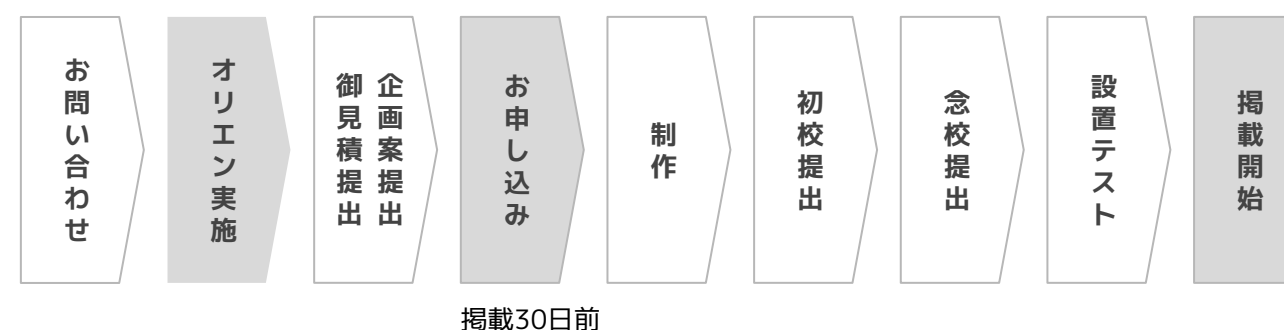 お問い合わせ
オリエン実施
企画案提出
御見積提出
お申し込み
制作
初校提出
念校提出
設置テスト
掲載開始
掲載30日前